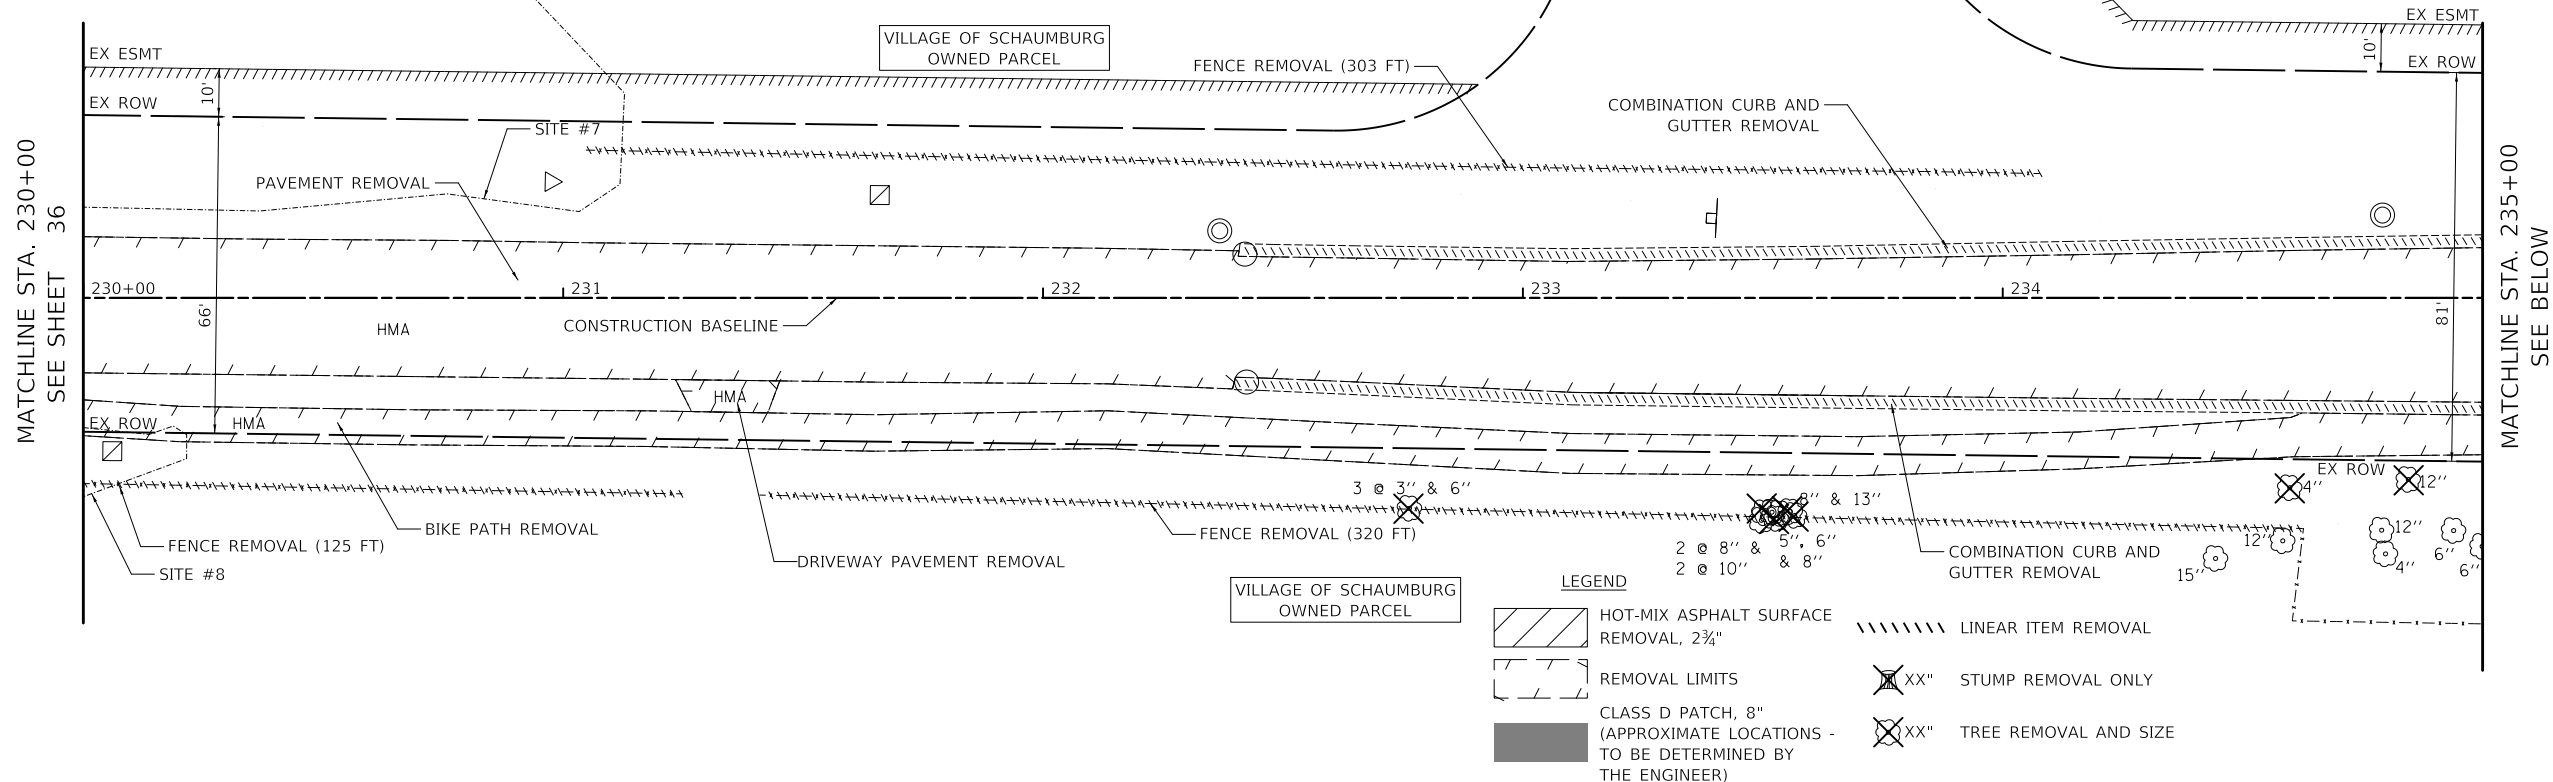 EX ESMT
VILLAGE OF SCHAUMBURG
OWNED PARCEL
FENCE REMOVAL (303 FT)
EX ESMT
10'
EX ROW
10'
EX ROW
COMBINATION CURB AND
GUTTER REMOVAL
SITE #7
PAVEMENT REMOVAL
MATCHLINE STA. 230+00
SEE SHEET 36
MATCHLINE STA. 235+00
SEE BELOW
230+00
231
232
233
234
66'
81'
HMA
CONSTRUCTION BASELINE
HMA
EX ROW
HMA
EX ROW
3 @ 3'' & 6''
8'' & 13''
4''
12''
BIKE PATH REMOVAL
FENCE REMOVAL (320 FT)
12''
12''
FENCE REMOVAL (125 FT)
2 @ 8'' &
2 @ 10''
5'', 6''
& 8''
COMBINATION CURB AND
GUTTER REMOVAL
6''
4''
6''
15''
DRIVEWAY PAVEMENT REMOVAL
SITE #8
VILLAGE OF SCHAUMBURG
OWNED PARCEL
LEGEND
HOT-MIX ASPHALT SURFACE
REMOVAL, 2¾"
LINEAR ITEM REMOVAL
REMOVAL LIMITS
XX" STUMP REMOVAL ONLY
CLASS D PATCH, 8"
(APPROXIMATE LOCATIONS -
TO BE DETERMINED BY
THE ENGINEER)
XX" TREE REMOVAL AND SIZE